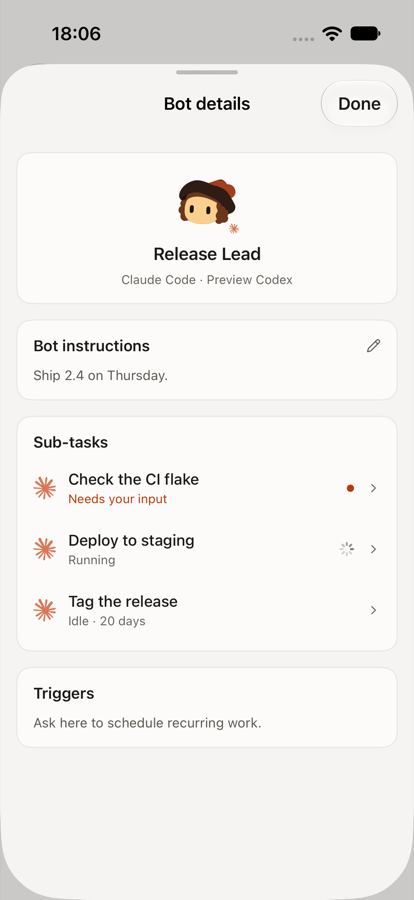 18:06
Bot details
Done
Release Lead
Claude Code · Preview Codex
Bot instructions
Ship 2.4 on Thursday.
Sub-tasks
Check the CI flake
Needs your input
Deploy to staging
Running
Tag the release
Idle · 20 days
Triggers
Ask here to schedule recurring work.